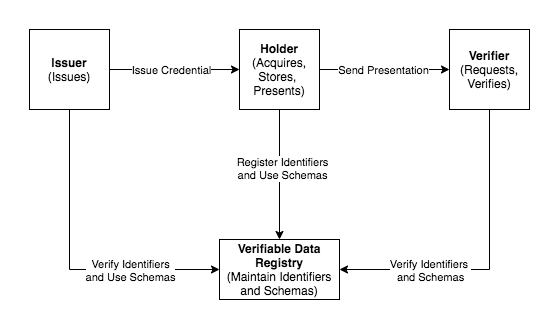 Issuer
(Issues)
Issue Credential
Holder
(Acquires,
Stores,
Presents)
Send Presentation
Verifier
(Requests,
Verifies)
Register Identifiers
and Use Schemas
Verify Identifiers
and Use Schemas
Verifiable Data
Registry
(Maintain Identifiers
and Schemas)
Verify Identifiers
and Schemas